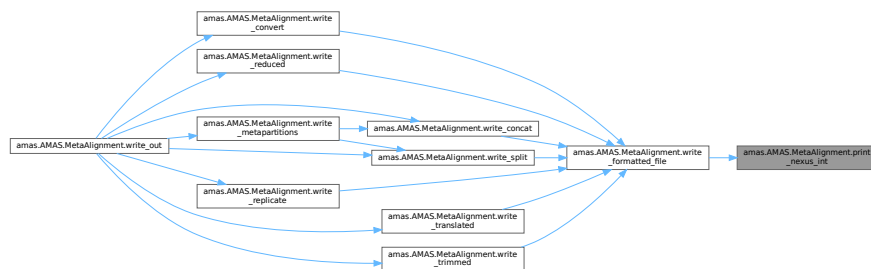 amas.AMAS.MetaAlignment.write
_convert
amas.AMAS.MetaAlignment.write
_reduced
amas.AMAS.MetaAlignment.write
_metapartitions
amas.AMAS.MetaAlignment.write_concat
amas.AMAS.MetaAlignment.write_out
amas.AMAS.MetaAlignment.write_split
amas.AMAS.MetaAlignment.write
_formatted_file
amas.AMAS.MetaAlignment.print
_nexus_int
amas.AMAS.MetaAlignment.write
_replicate
amas.AMAS.MetaAlignment.write
_translated
amas.AMAS.MetaAlignment.write
_trimmed